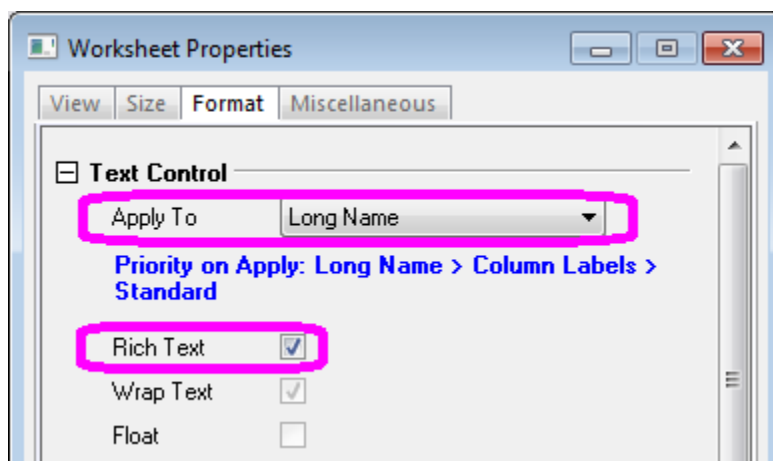 Worksheet Properties
View Size Format Miscellaneous
Text Control
Apply To Long Name
Priority on Apply: Long Name > Column Labels >
Standard
Rich Text
Wrap Text
Float